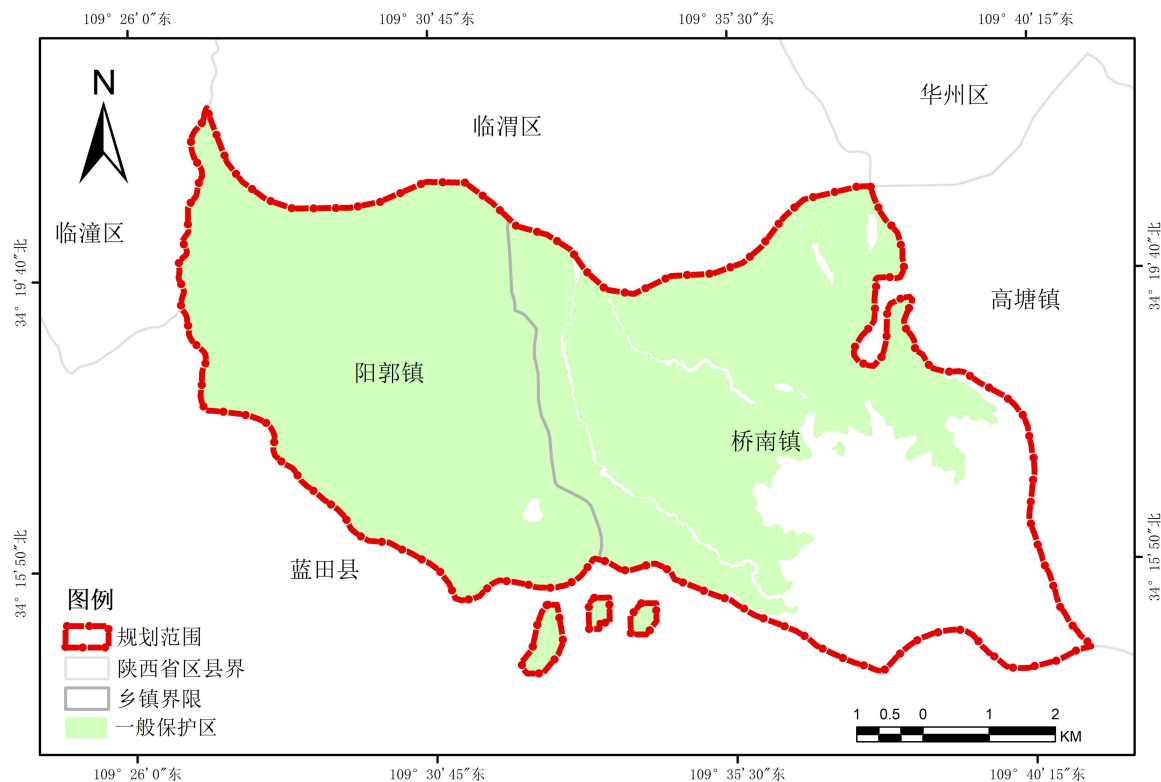 109° 26′0″东
109° 30′45″东
109° 35′30″东
109° 40′15″东
N
华州区
临渭区
临潼区
34° 19′40″北
34° 19′40″北
高塘镇
阳郭镇
桥南镇
34° 15′50″北
34° 15′50″北
蓝田县
图例
规划范围
陕西省区县界
乡镇界限
一般保护区
1 0.5 0 1 2
KM
109° 26′0″东
109° 30′45″东
109° 35′30″东
109° 40′15″东